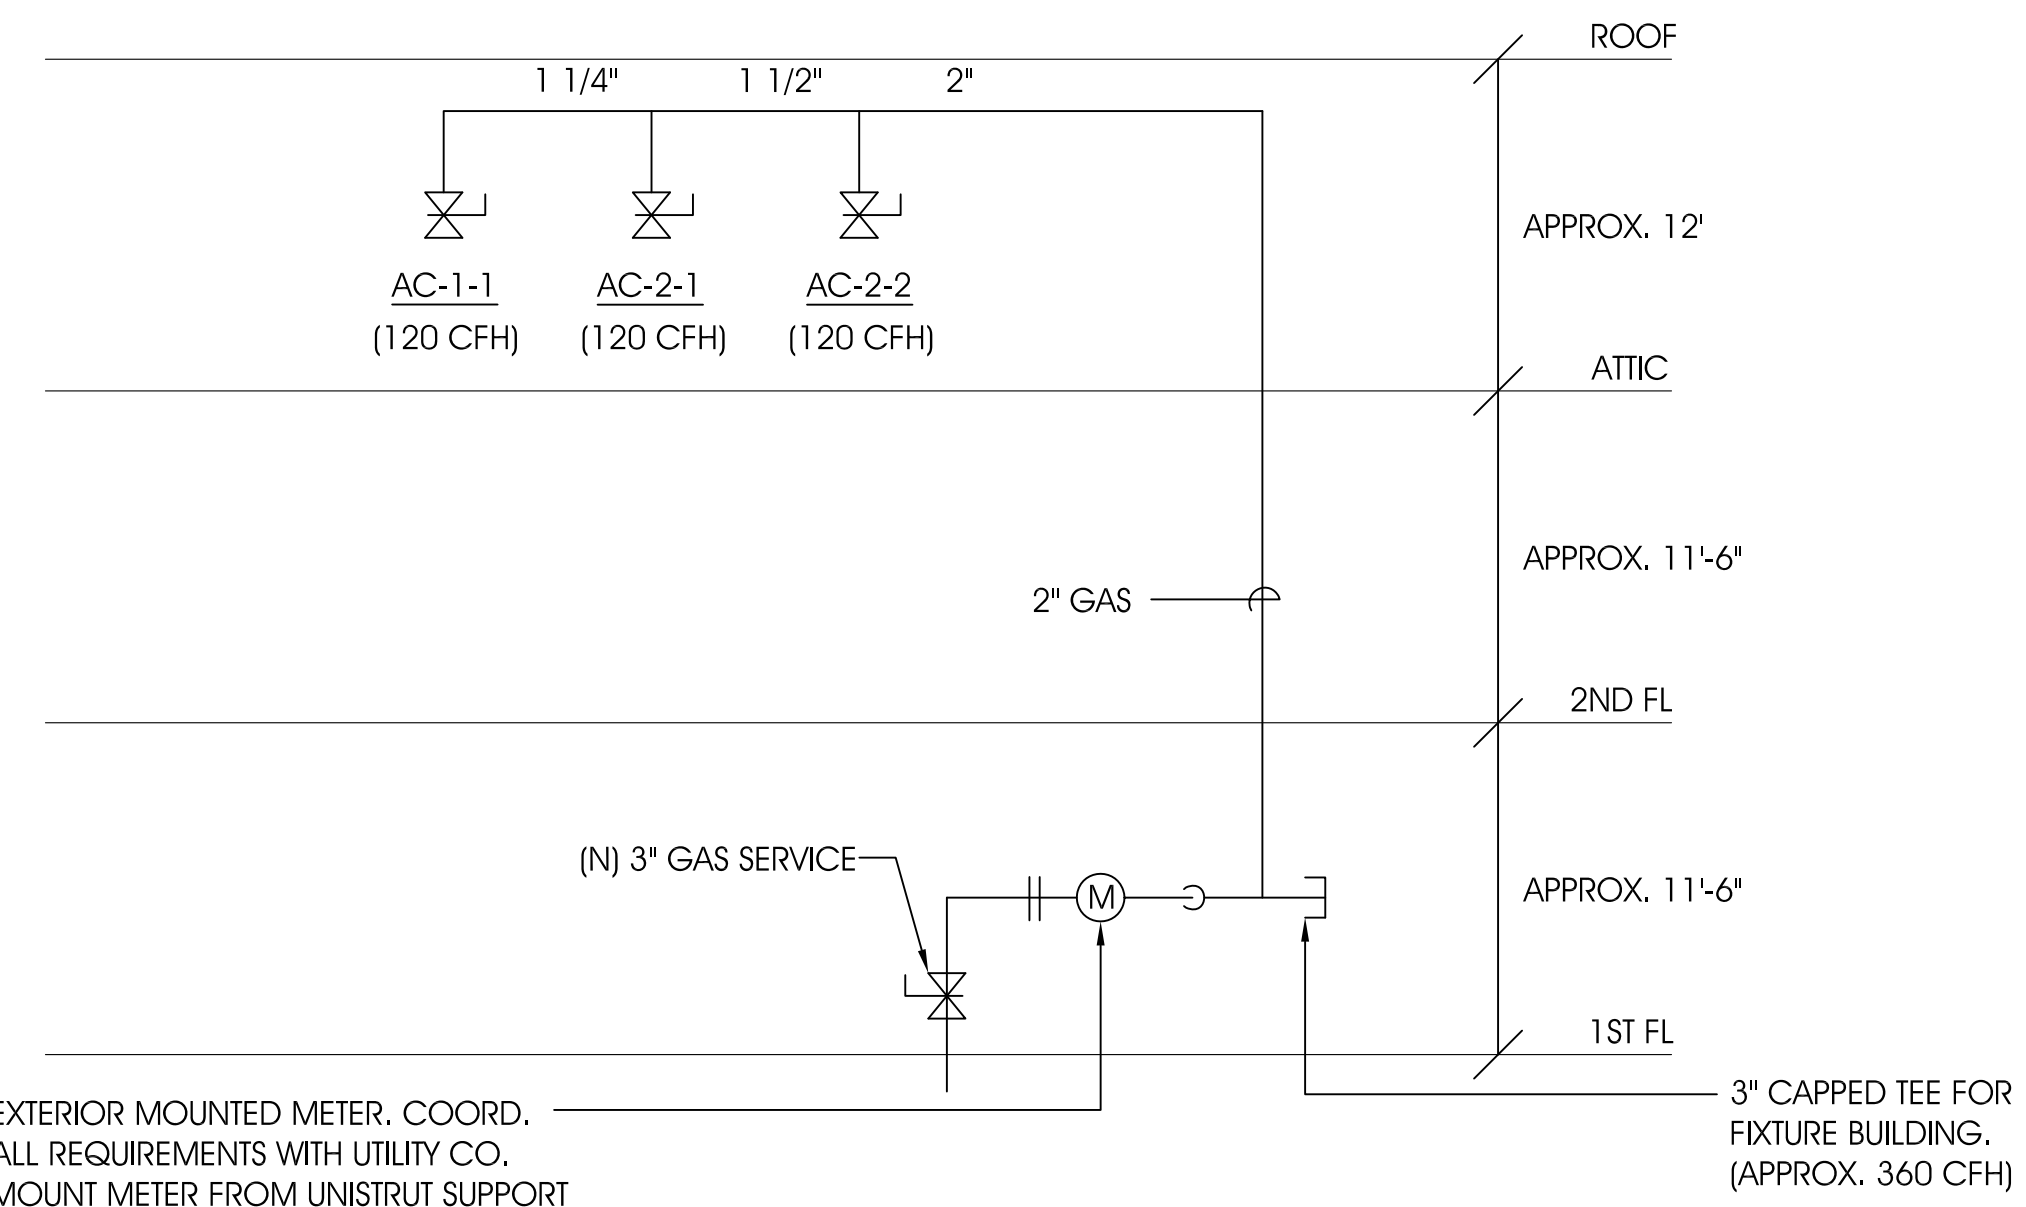 ROOF
1 1/4" 1 1/2" 2"
APPROX. 12'
AC-1-1 AC-2-1 AC-2-2
(120 CFH) (120 CFH) (120 CFH)
ATTIC
APPROX. 11'-6"
2" GAS
2ND FL
(N) 3" GAS SERVICE
M
APPROX. 11'-6"
1ST FL
EXTERIOR MOUNTED METER. COORD.
ALL REQUIREMENTS WITH UTILITY CO.
MOUNT METER FROM UNISTRUT SUPPORT
3" CAPPED TEE FOR
FIXTURE BUILDING.
(APPROX. 360 CFH)